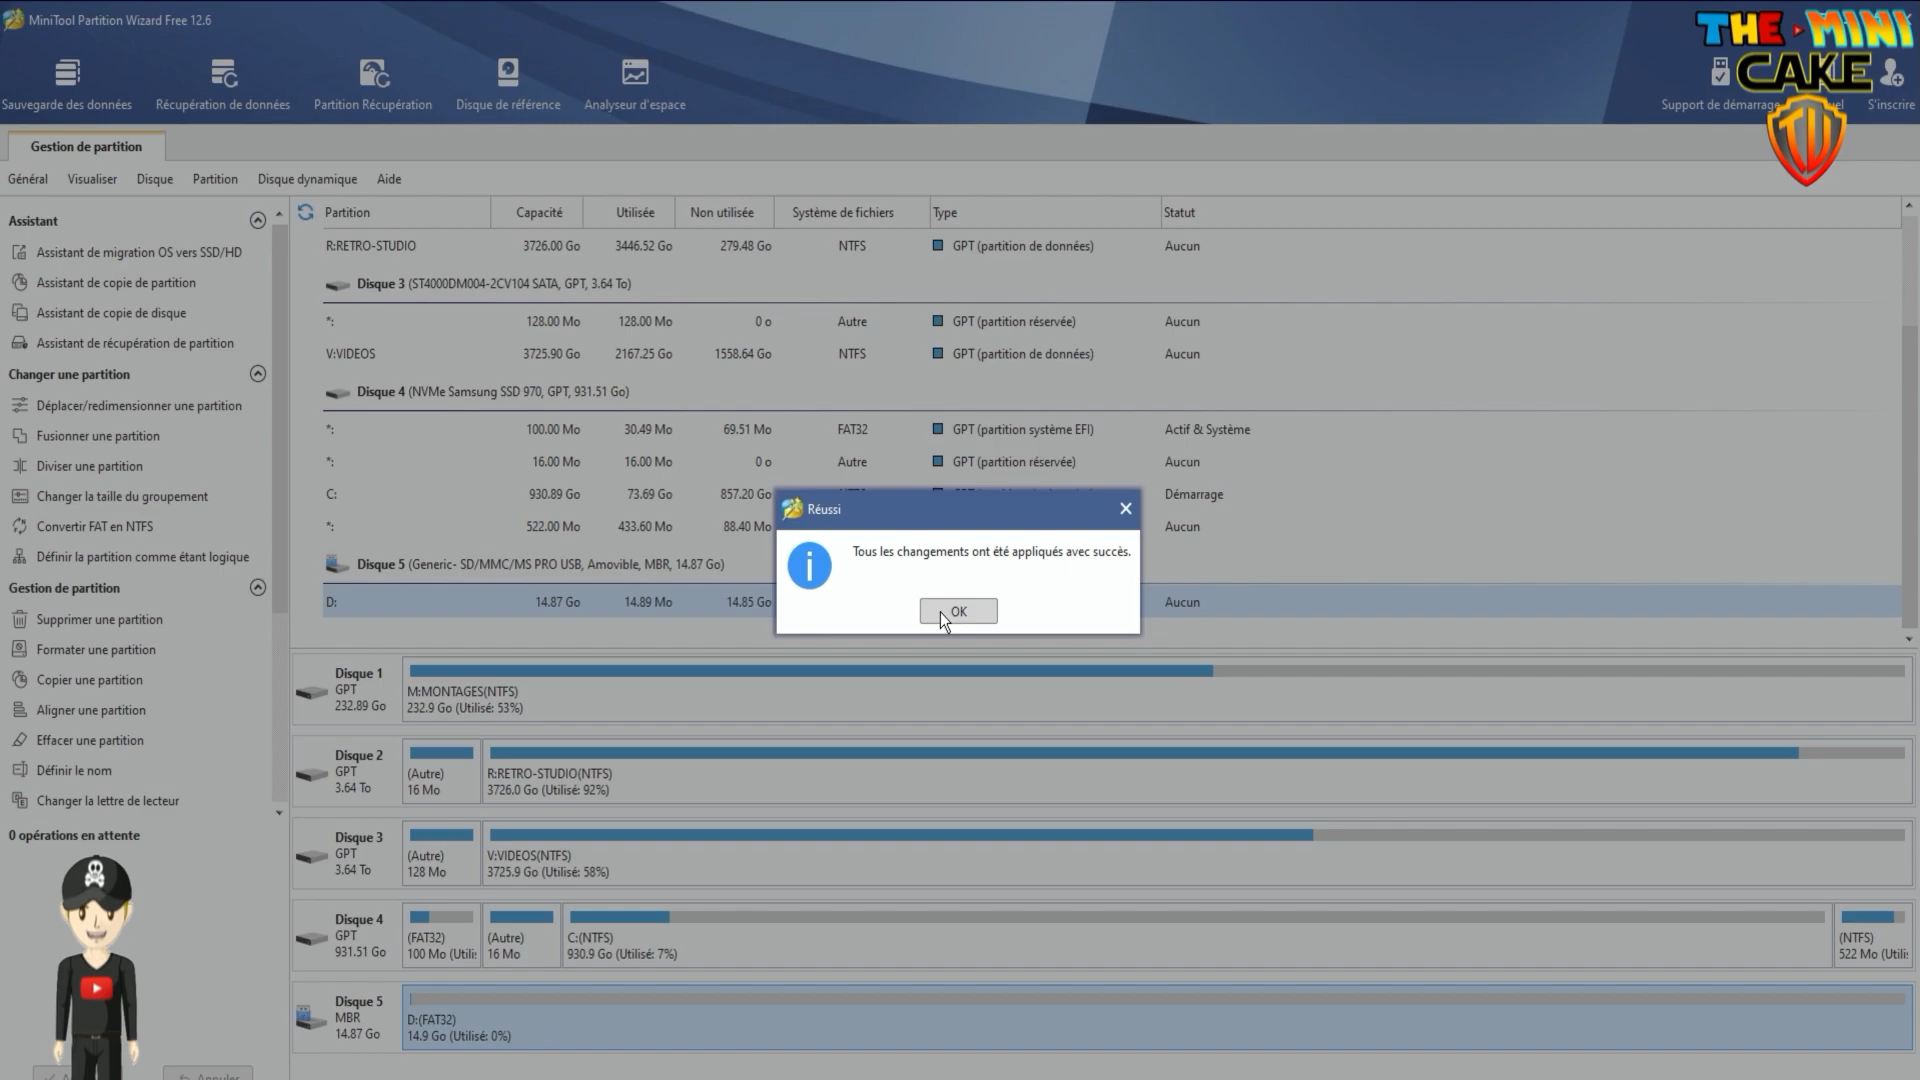 MiniTool Partition Wizard Free 12.6
THE MINI
CAKE
TU
Sauvegarde des données
Récupération de données
Partition Récupération
Disque de référence
Analyseur d'espace
Support de démarrage
S'inscrire
Gestion de partition
Général Visualiser Disque Partition Disque dynamique Aide
Assistant
Assistant de migration OS vers SSD/HD
Assistant de copie de partition
Assistant de copie de disque
Assistant de récupération de partition
Changer une partition
Déplacer/redimensionner une partition
Fusionner une partition
Diviser une partition
Changer la taille du groupement
Convertir FAT en NTFS
Définir la partition comme étant logique
Gestion de partition
Supprimer une partition
Formater une partition
Copier une partition
Aligner une partition
Effacer une partition
Définir le nom
Changer la lettre de lecteur
0 opérations en attente
Annuler
Partition Capacité Utilisée Non utilisée Système de fichiers Type Statut
R:RETRO-STUDIO 3726.00 Go 3446.52 Go 279.48 Go NTFS GPT (partition de données) Aucun
Disque 3 (ST4000DM004-2CV104 SATA, GPT, 3.64 To)
*: 128.00 Mo 128.00 Mo 0 o Autre GPT (partition réservée) Aucun
V:VIDEOS 3725.90 Go 2167.25 Go 1558.64 Go NTFS GPT (partition de données) Aucun
Disque 4 (NVMe Samsung SSD 970, GPT, 931.51 Go)
*: 100.00 Mo 30.49 Mo 69.51 Mo FAT32 GPT (partition système EFI) Actif & Système
*: 16.00 Mo 16.00 Mo 0 o Autre GPT (partition réservée) Aucun
C: 930.89 Go 73.69 Go 857.20 Go Démarrage
*: 522.00 Mo 433.60 Mo 88.40 Mo Aucun
Disque 5 (Generic- SD/MMC/MS PRO USB, Amovible, MBR, 14.87 Go)
D: 14.87 Go 14.89 Mo 14.85 Go Aucun
Réussi
Tous les changements ont été appliqués avec succès.
OK
Disque 1
GPT
232.89 Go
M:MONTAGES(NTFS)
232.9 Go (Utilisé: 53%)
Disque 2
GPT
3.64 To
(Autre)
16 Mo
R:RETRO-STUDIO(NTFS)
3726.0 Go (Utilisé: 92%)
Disque 3
GPT
3.64 To
(Autre)
128 Mo
V:VIDEOS(NTFS)
3725.9 Go (Utilisé: 58%)
Disque 4
GPT
931.51 Go
(FAT32)
100 Mo (Utilis
(Autre)
16 Mo
C:(NTFS)
930.9 Go (Utilisé: 7%)
(NTFS)
522 Mo (Utilis
Disque 5
MBR
14.87 Go
D:(FAT32)
14.9 Go (Utilisé: 0%)